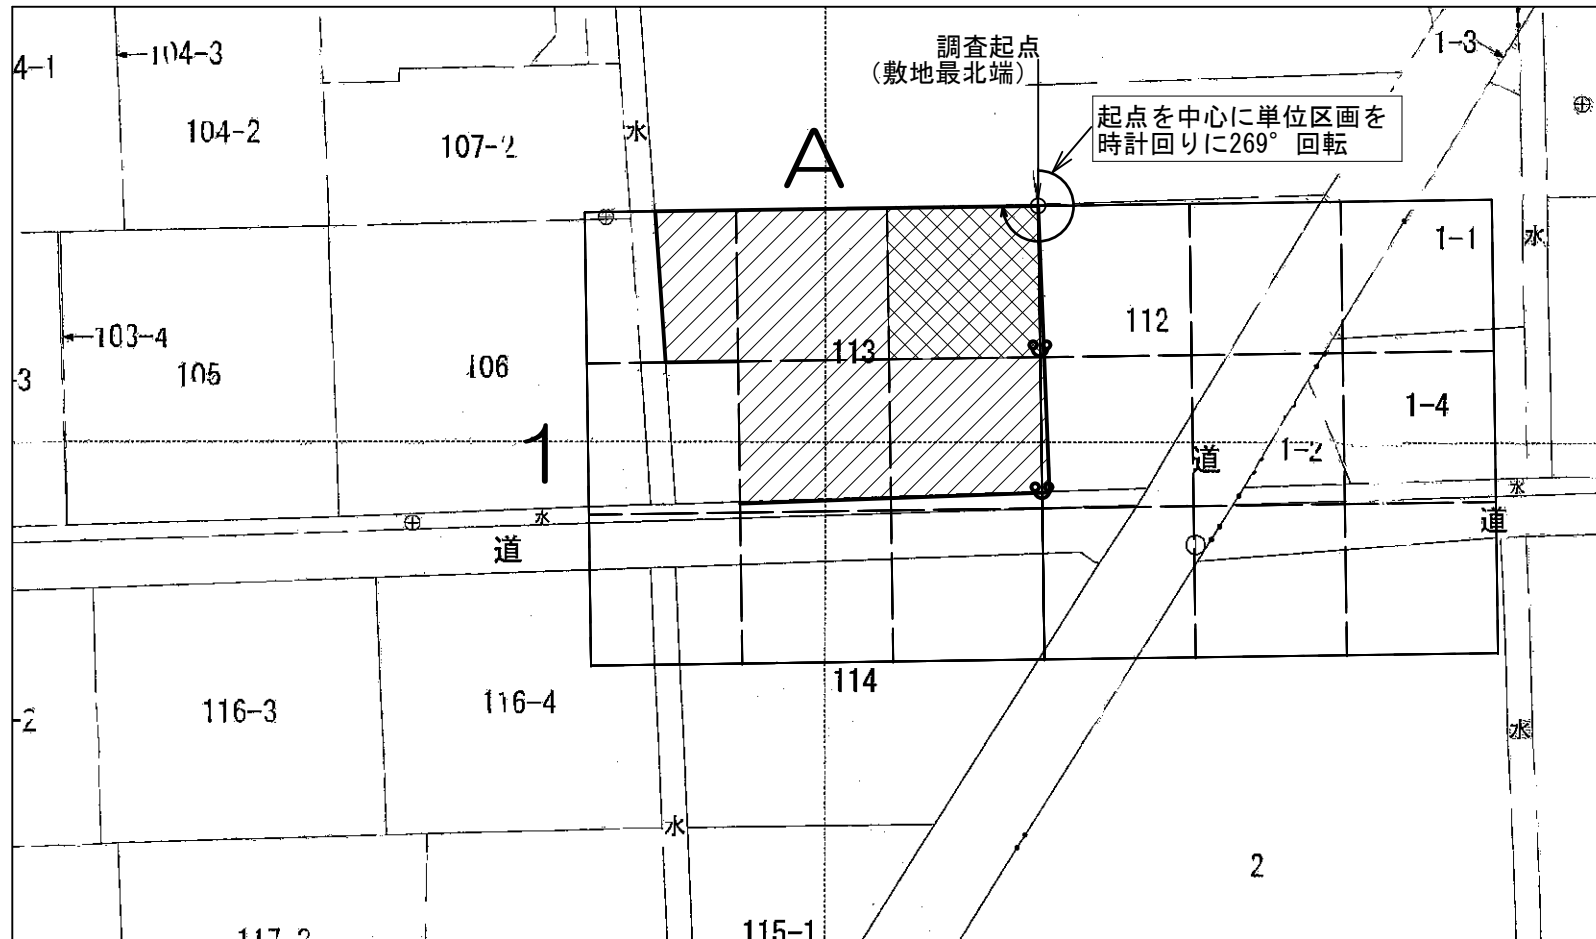 4-1
104-3
調査起点
(敷地最北端)
1-3
104-2
107-2
水
A
起点を中心に単位区画を
時計回りに269°回転
1-1
水
103-4
3
105
106
113
112
1
道
1-2
1-4
水
道
水
道
114
2
116-3
116-4
水
水
2
115-1